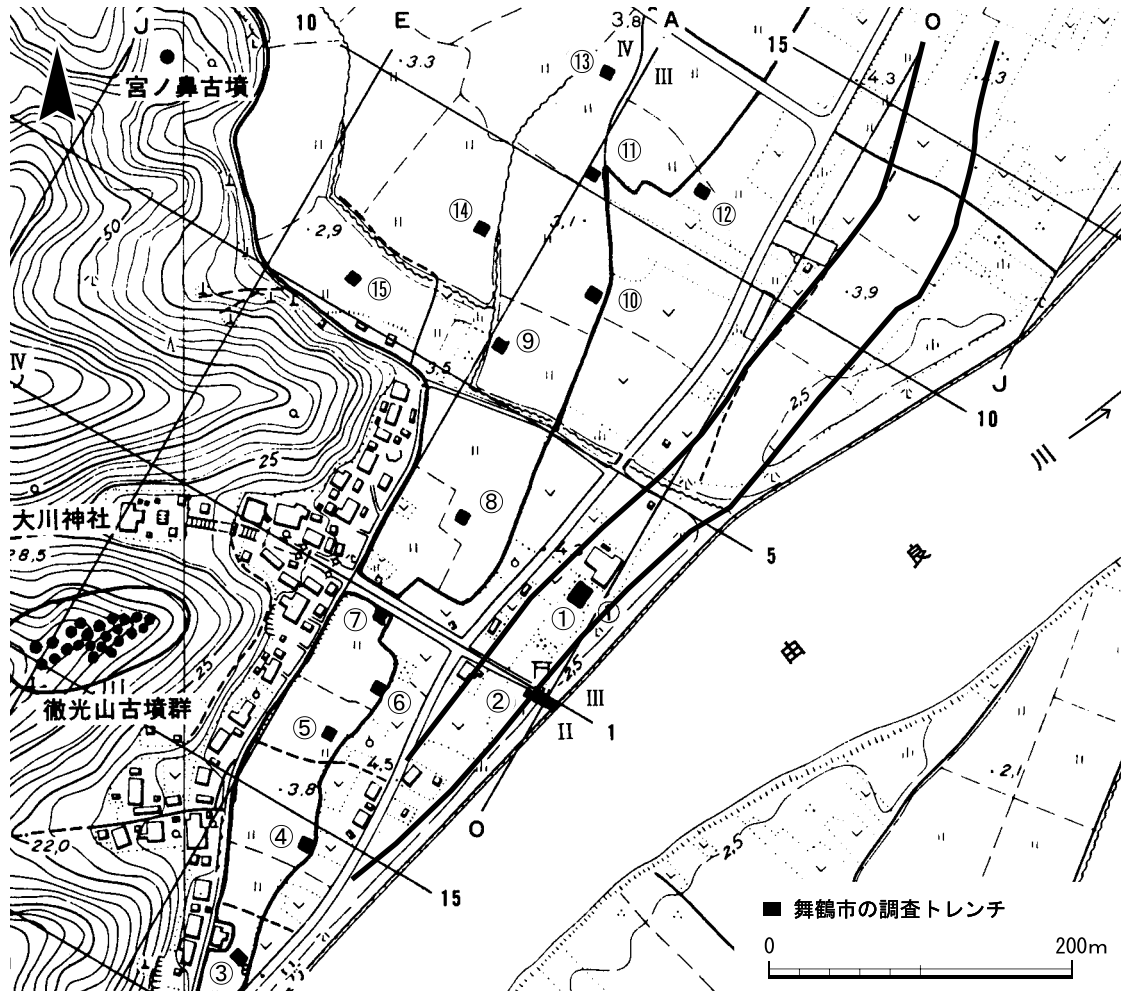 J
10
E
3.8
A
15
O
宮ノ鼻古墳
3.3
⑬
IV
III
4.3
4.3
⑪
⑫
50
⑭
3.1
2,9
⑮
⑩
3.9
⑨
3.5
2,5
J
10
IV
川
25
⑧
5
大川神社
28,5
良
①
①
⑦
由
25
2,5
徹光山古墳群
⑥
②
III
⑤
II
1
4.5
3.8
2.1
O
④
22,0
2,5
15
■ 舞鶴市の調査トレンチ
③
0
200m